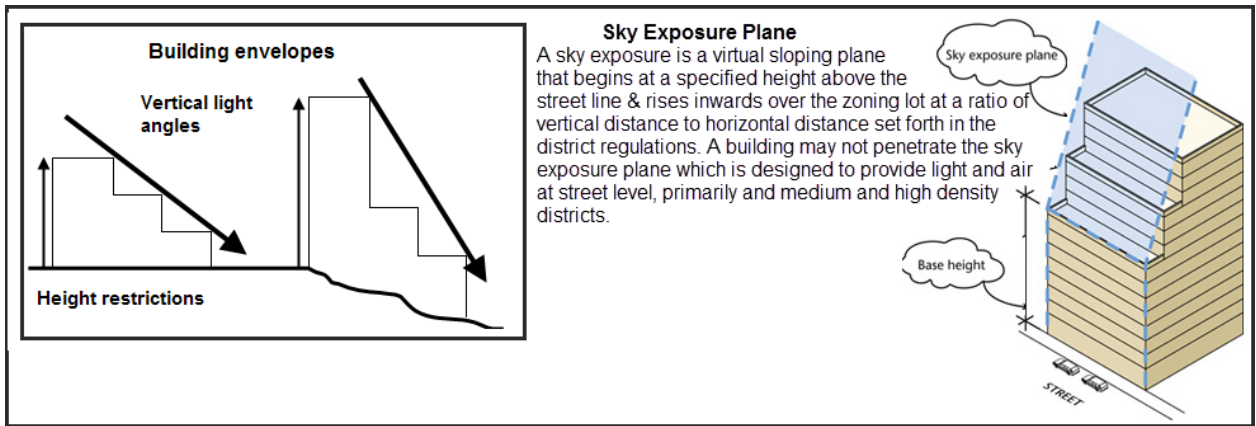 Building envelopes
Vertical light
angles
Height restrictions
Sky Exposure Plane
A sky exposure is a virtual sloping plane
that begins at a specified height above the
street line & rises inwards over the zoning lot at a ratio of
vertical distance to horizontal distance set forth in the
district regulations. A building may not penetrate the sky
exposure plane which is designed to provide light and air
at street level, primarily and medium and high density
districts.
Sky exposure plane
Base height
STREET